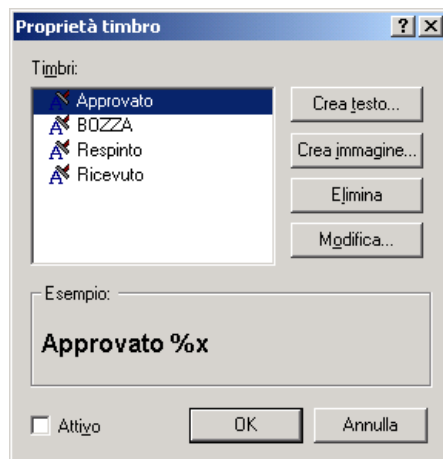 Proprietà timbro
Timbri:
Approvato
BOZZA
Respinto
Ricevuto
Crea testo...
Crea immagine...
Elimina
Modifica...
Esempio:
Approvato %x
Attivo
OK
Annulla